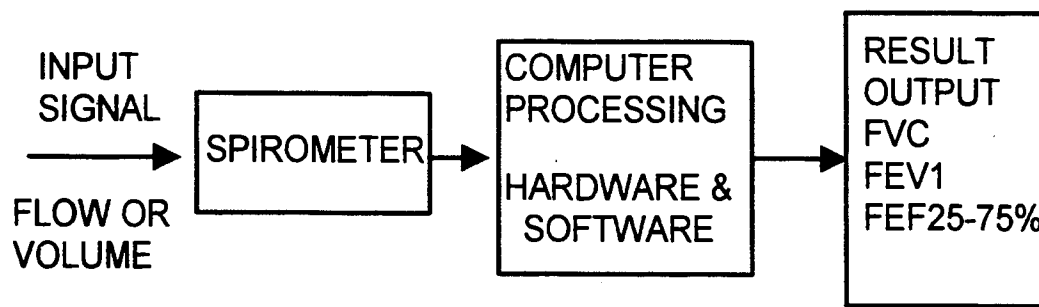 INPUT
SIGNAL
FLOW OR
VOLUME
SPIROMETER
COMPUTER
PROCESSING
HARDWARE &
SOFTWARE
RESULT
OUTPUT
FVC
FEV1
FEF25-75%